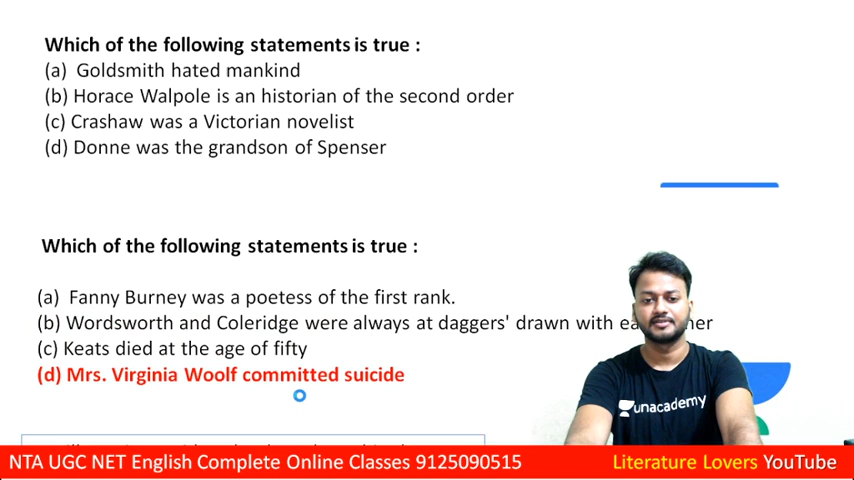 Which of the following statements is true :
(a) Goldsmith hated mankind
(b) Horace Walpole is an historian of the second order
(c) Crashaw was a Victorian novelist
(d) Donne was the grandson of Spenser
Which of the following statements is true :
(a) Fanny Burney was a poetess of the first rank.
(b) Wordsworth and Coleridge were always at daggers' drawn with
(c) Keats died at the age of fifty
(d) Mrs. Virginia Woolf committed suicide
unacademy
NTA UGC NET English Complete Online Classes 9125090515
Literature Lovers YouTube